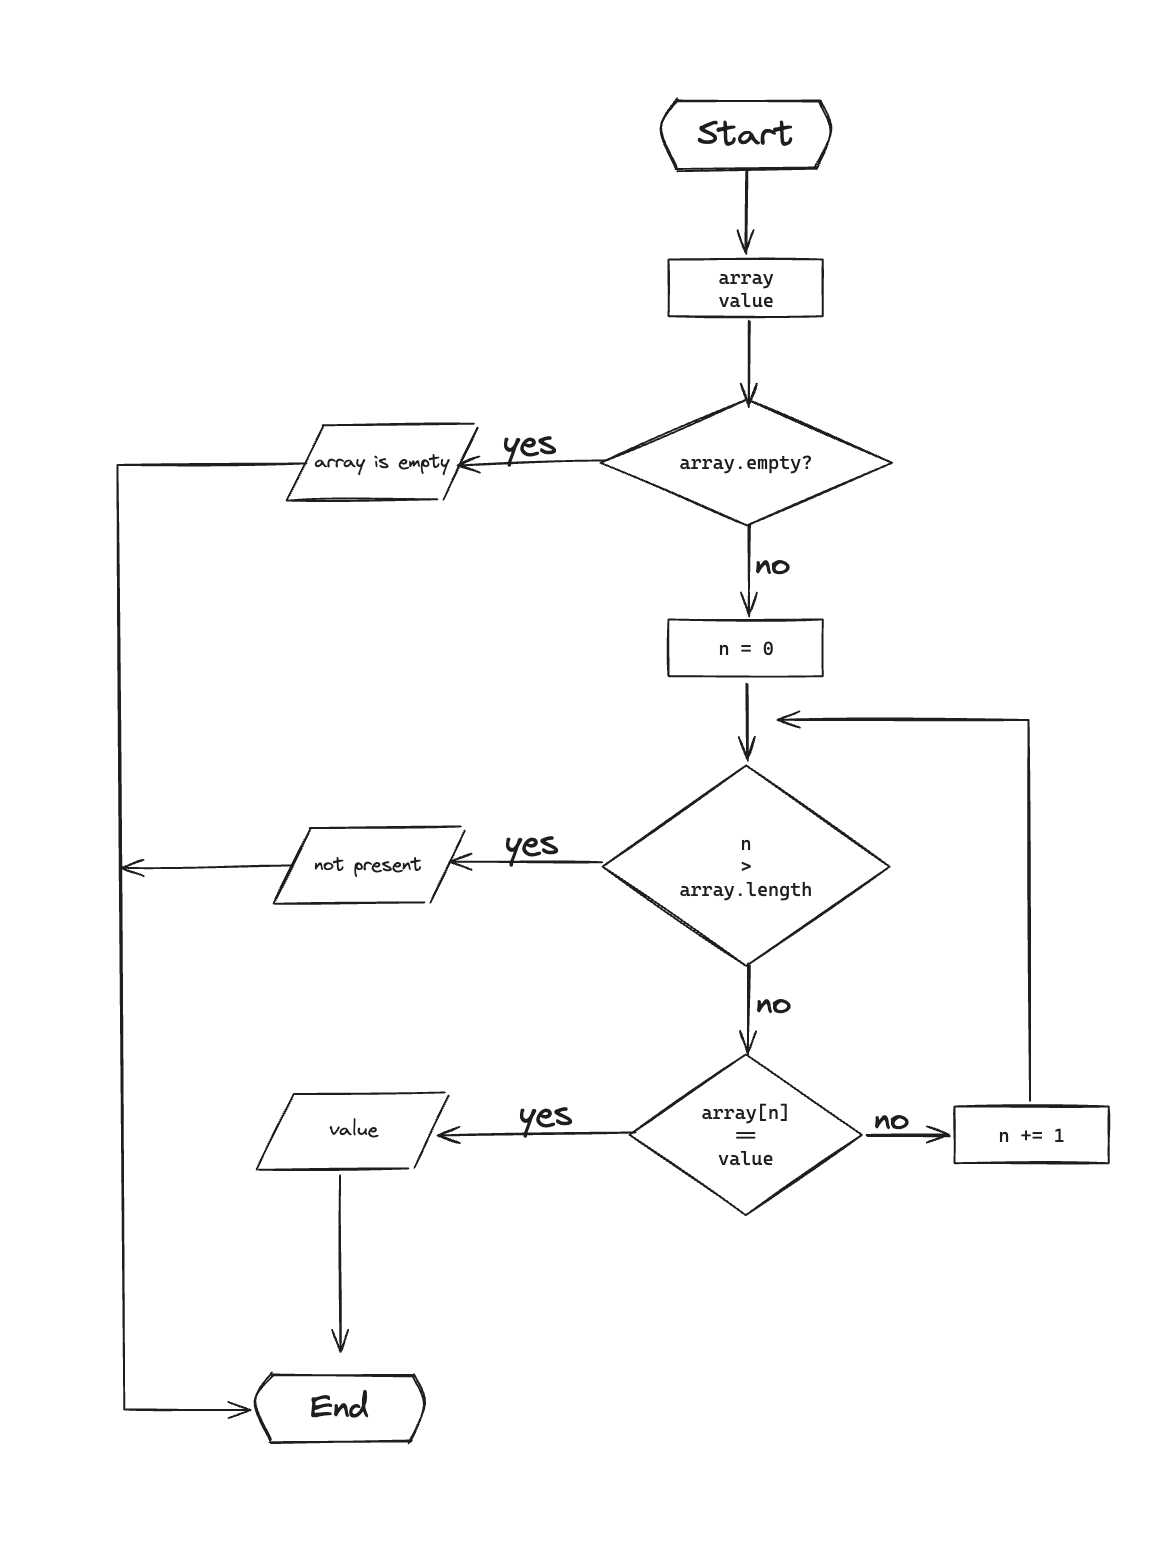 Start
array
value
array.empty?
yes
array is empty
no
n = 0
n
>
array.length
yes
not present
no
array[n]
==
value
yes
value
no
n += 1
End